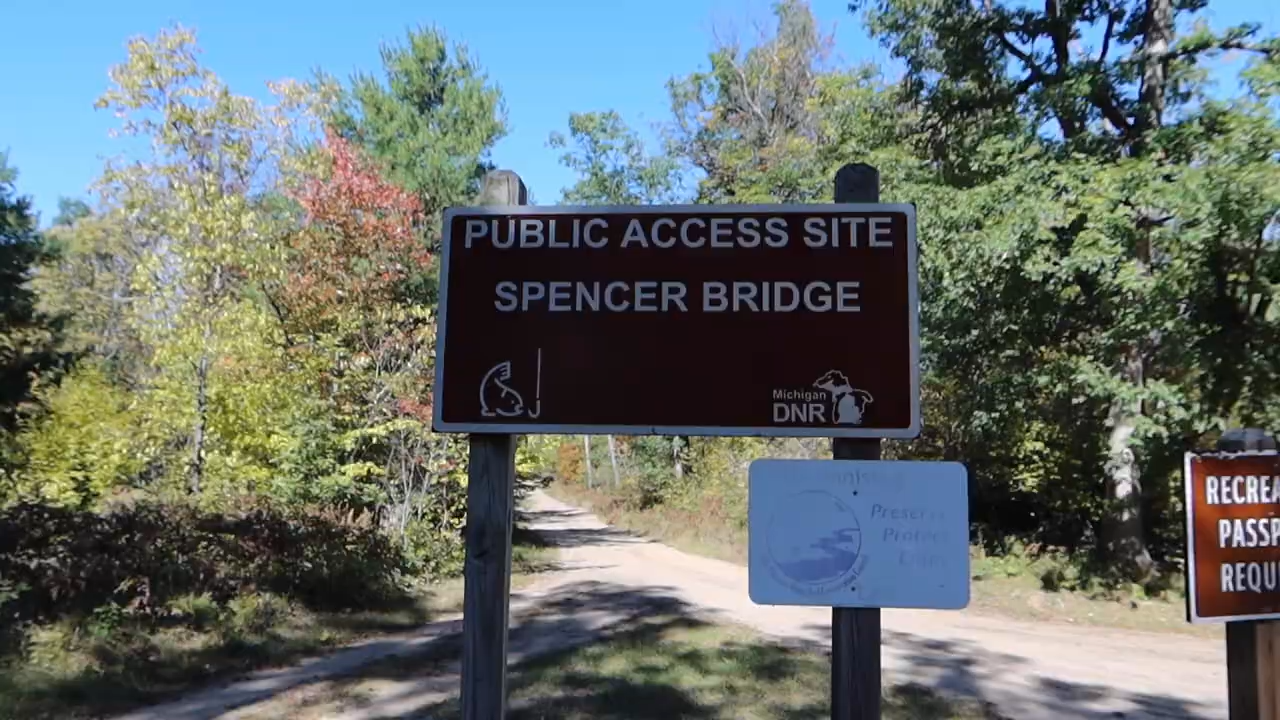 PUBLIC ACCESS SITE
SPENCER BRIDGE
Michigan
DNR
Preserve
Protect
RECREA
PASSP
REQU